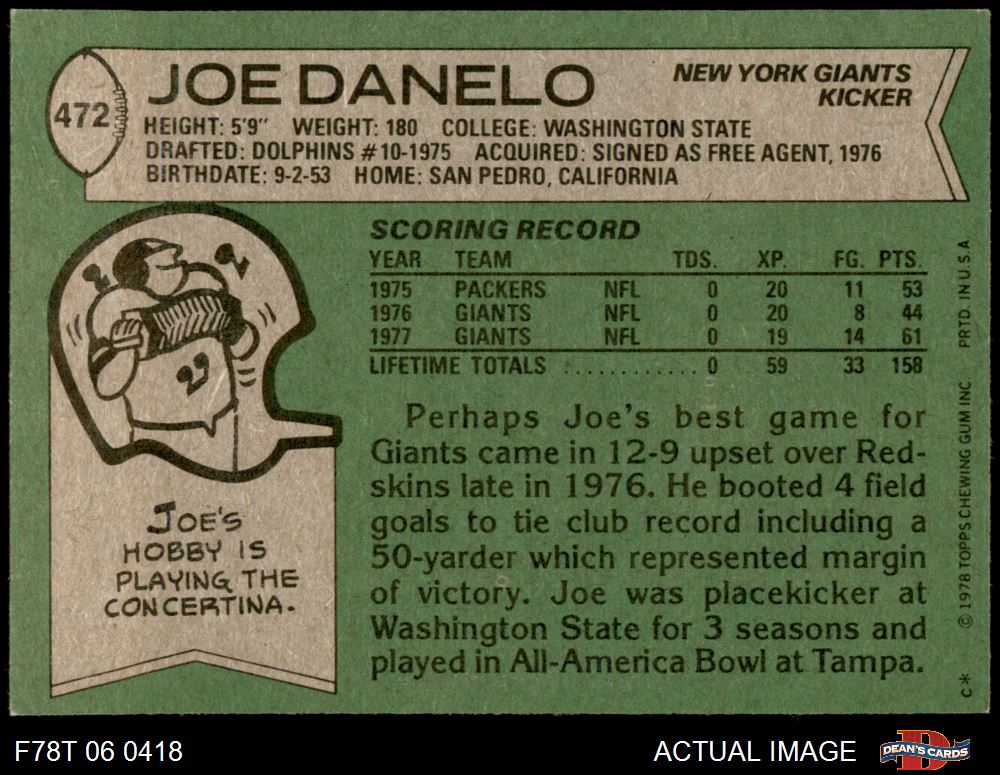 472
JOE DANELO
NEW YORK GIANTS
KICKER
HEIGHT: 5'9" WEIGHT: 180 COLLEGE: WASHINGTON STATE
DRAFTED: DOLPHINS #10-1975 ACQUIRED: SIGNED AS FREE AGENT, 1976
BIRTHDATE: 9-2-53 HOME: SAN PEDRO, CALIFORNIA
SCORING RECORD
YEAR TEAM TDS. XP. FG. PTS.
1975 PACKERS NFL 0 20 11 53
1976 GIANTS NFL 0 20 8 44
1977 GIANTS NFL 0 19 14 61
LIFETIME TOTALS ............ 0 59 33 158
Perhaps Joe's best game for
Giants came in 12-9 upset over Red-
skins late in 1976. He booted 4 field
goals to tie club record including a
50-yarder which represented margin
of victory. Joe was placekicker at
Washington State for 3 seasons and
played in All-America Bowl at Tampa.
JOE'S
HOBBY IS
PLAYING THE
CONCERTINA.
C* © 1978 TOPPS CHEWING GUM INC. PRTD. IN U.S.A.
F78T 06 0418
ACTUAL IMAGE
D
DEAN'S CARDS